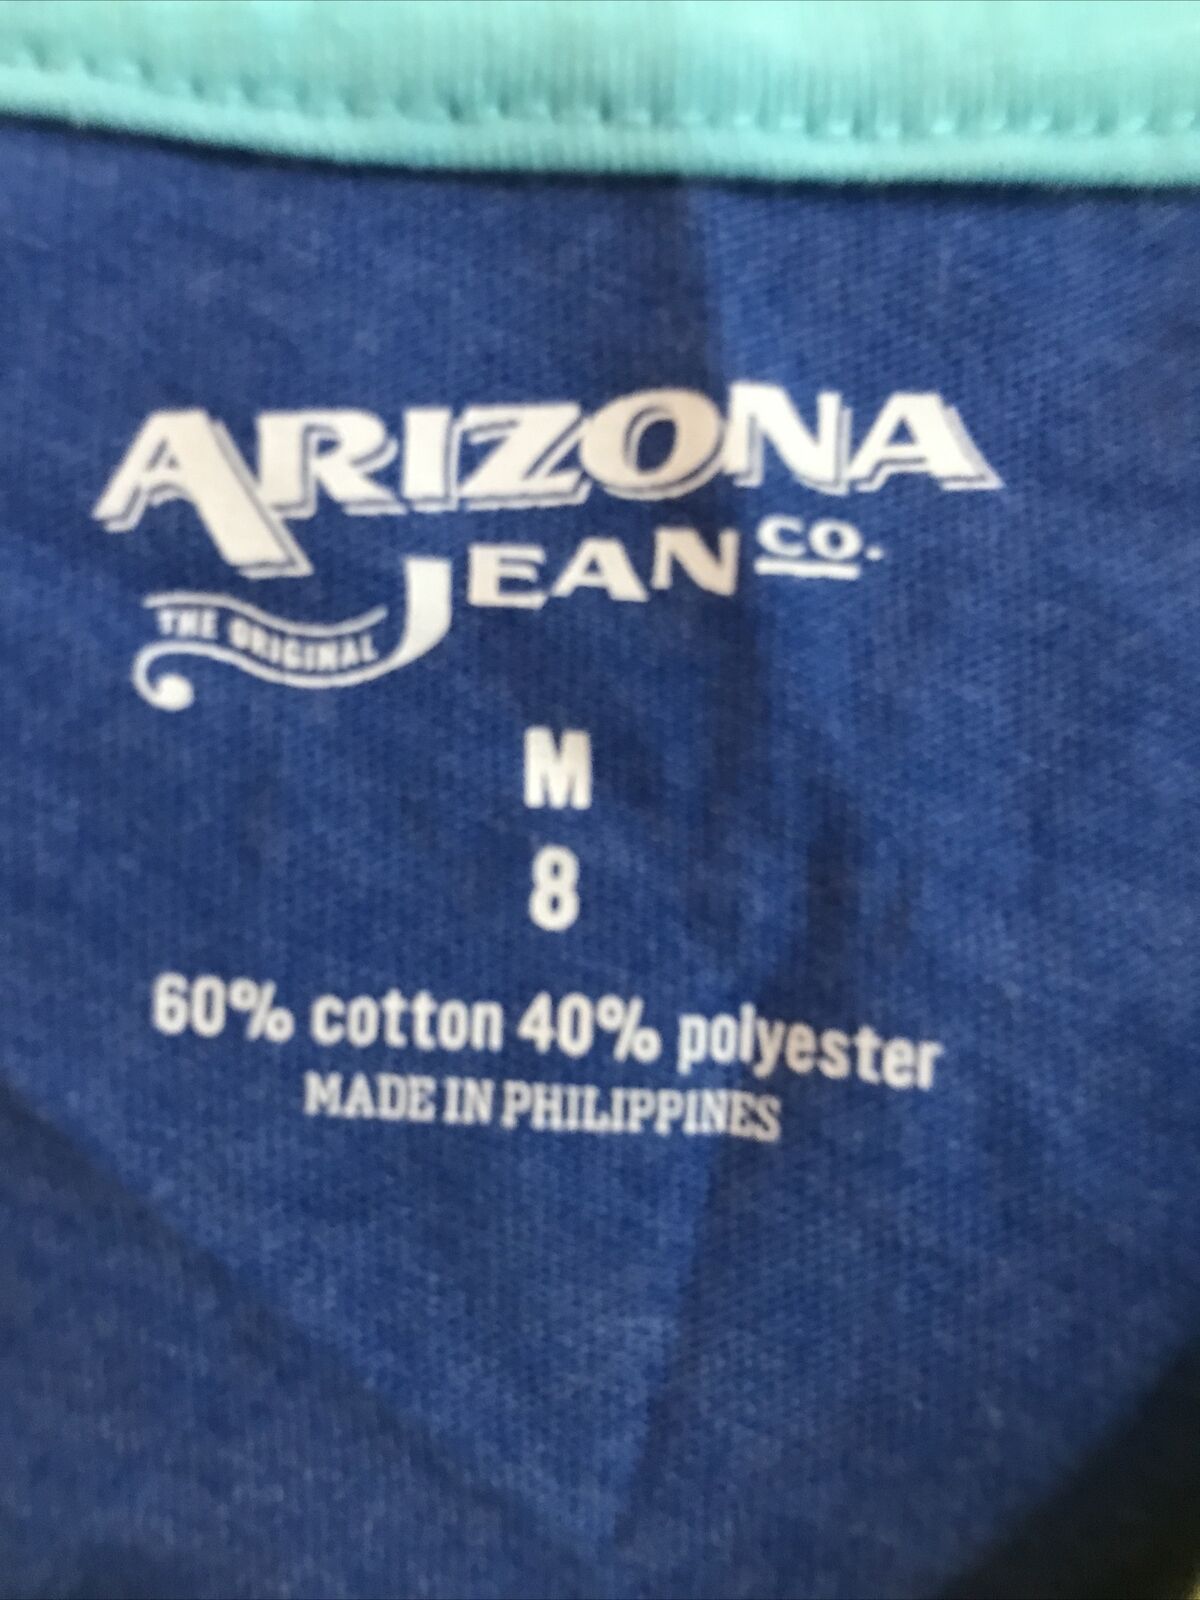 ARIZONA
JEAN CO.
THE ORIGINAL
M
8
60% cotton 40% polyester
MADE IN PHILIPPINES